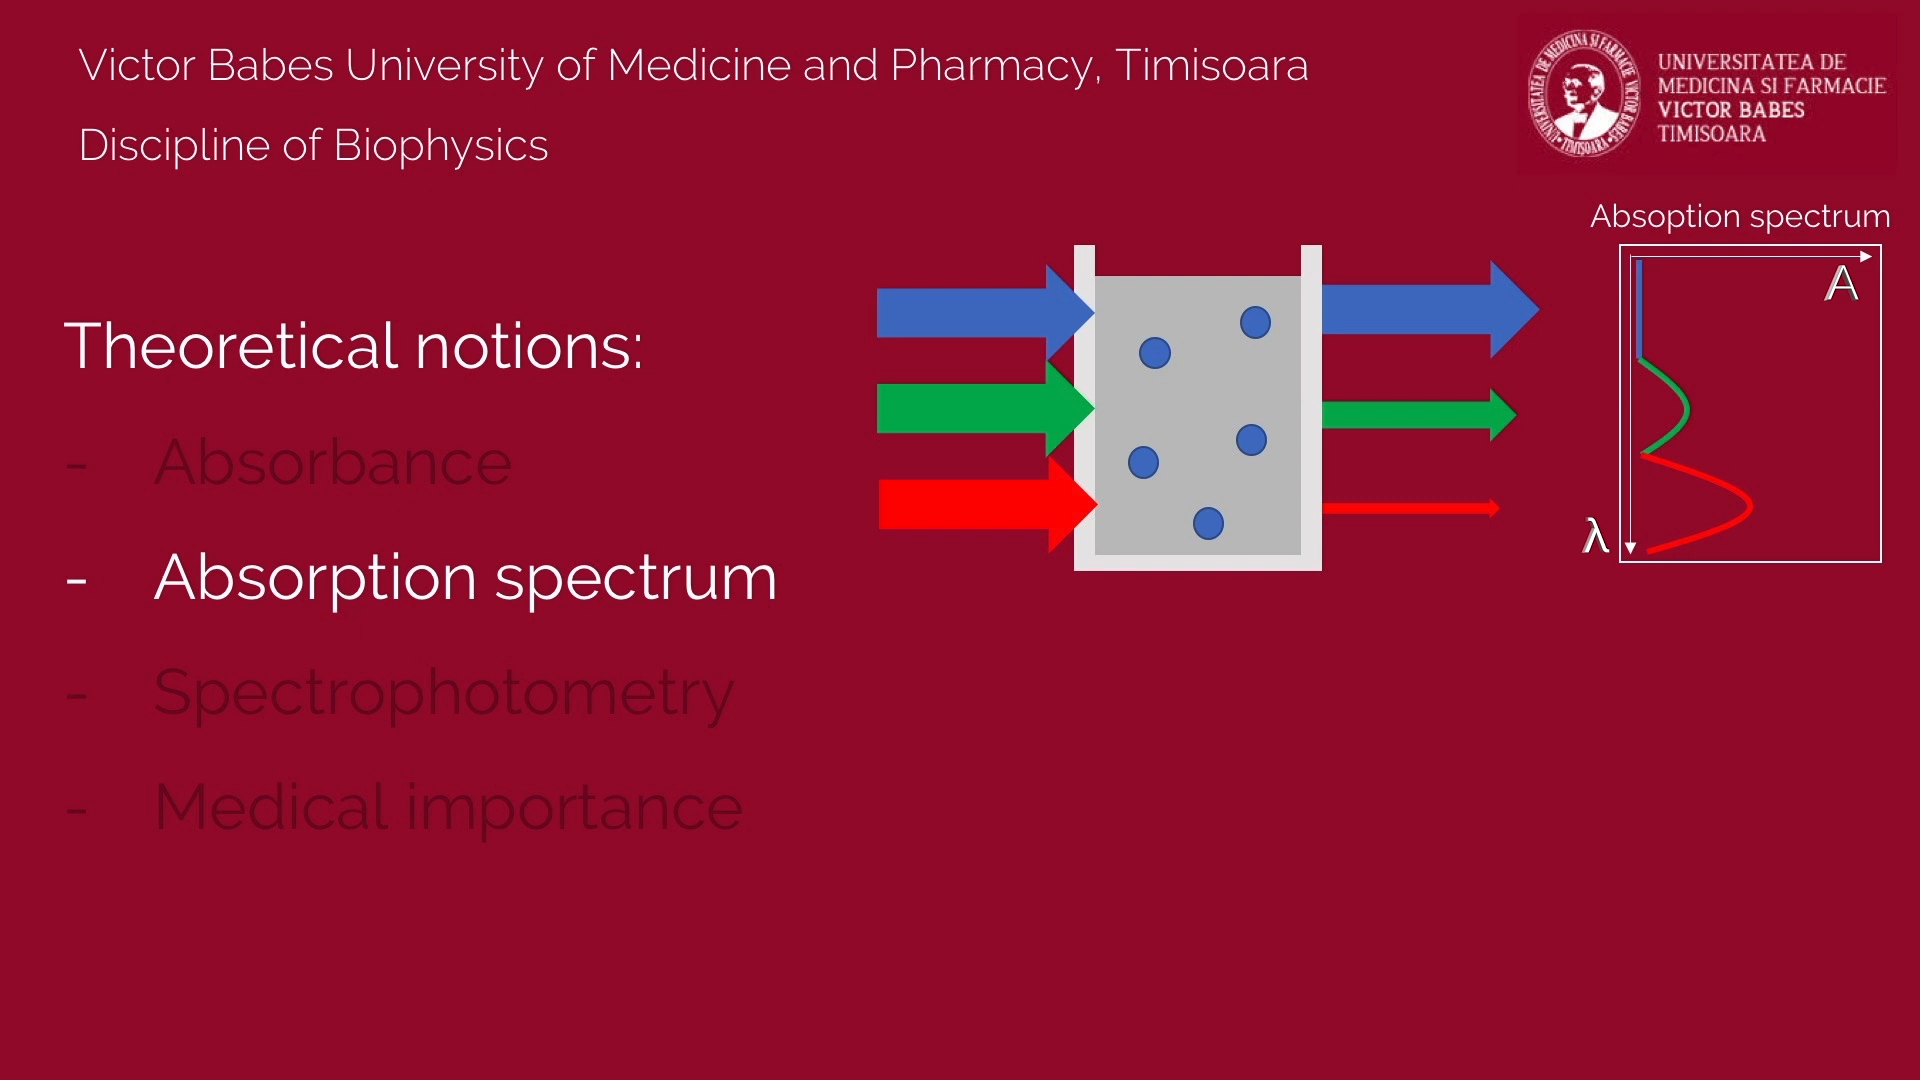 Victor Babes University of Medicine and Pharmacy, Timisoara
Discipline of Biophysics
UNIVERSITATEA DE
MEDICINA SI FARMACIE
VICTOR BABES
TIMISOARA
Absoption spectrum
A
λ
Theoretical notions:
- Absorbance
- Absorption spectrum
- Spectrophotometry
- Medical importance